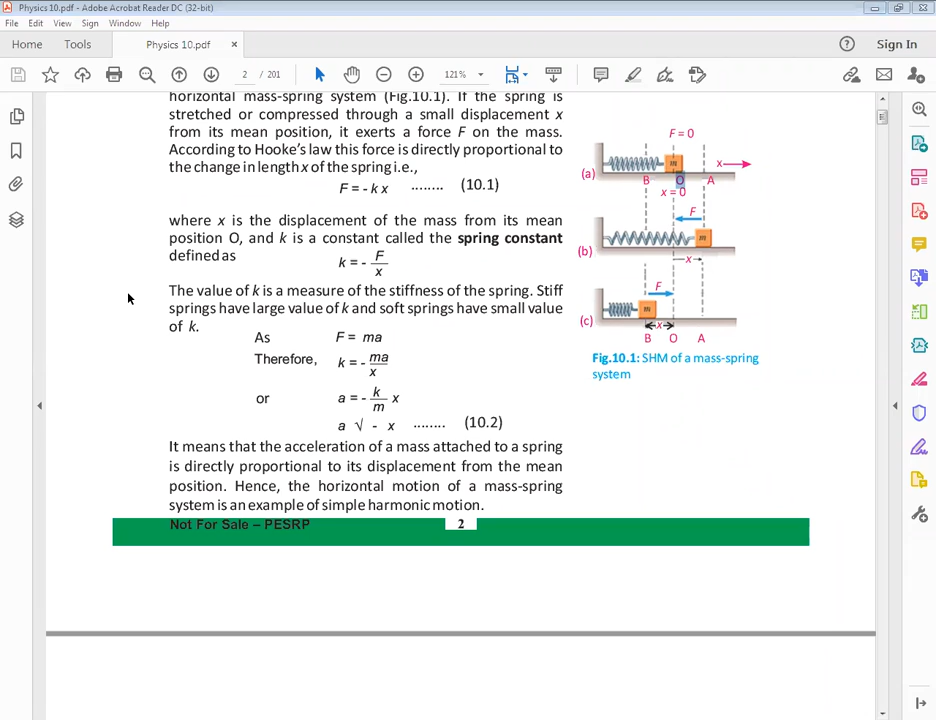 Physics 10.pdf - Adobe Acrobat Reader DC (32-bit)
File Edit View Sign Window Help
Home Tools Physics 10.pdf × Sign In
2 / 201 121%
horizontal mass-spring system (Fig.10.1). If the spring is
stretched or compressed through a small displacement x
from its mean position, it exerts a force F on the mass.
According to Hooke's law this force is directly proportional to
the change in length x of the spring i.e.,
F = - k x ........ (10.1)
where x is the displacement of the mass from its mean
position O, and k is a constant called the spring constant
defined as
k = - F/x
The value of k is a measure of the stiffness of the spring. Stiff
springs have large value of k and soft springs have small value
of k.
As F = ma
Therefore, k = - ma/x
or a = - k/m x
a √ - x ........ (10.2)
It means that the acceleration of a mass attached to a spring
is directly proportional to its displacement from the mean
position. Hence, the horizontal motion of a mass-spring
system is an example of simple harmonic motion.
F = 0
m x
(a) B O A
x = 0
F
m
(b)
x
F
m
(c)
x
B O A
Fig.10.1: SHM of a mass-spring
system
Not For Sale – PESRP 2